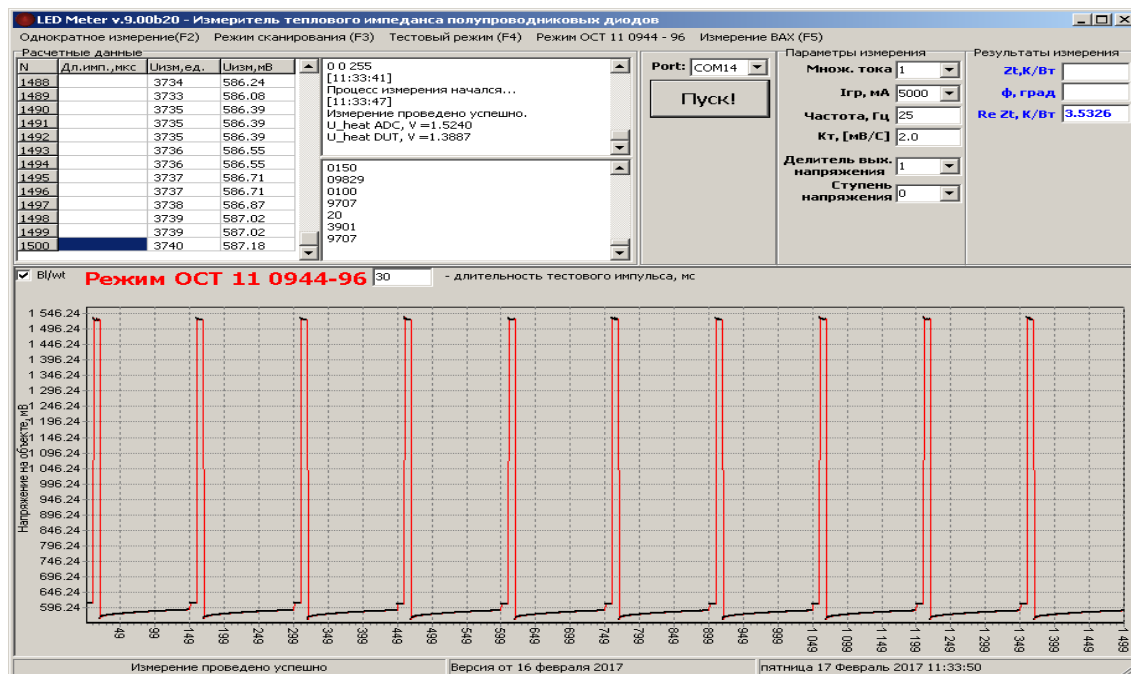 LED Meter v.9.00b20 - Измеритель теплового импеданса полупроводниковых диодов
Однократное измерение(F2) Режим сканирования (F3) Тестовый режим (F4) Режим ОСТ 11 0944 - 96 Измерение ВАХ (F5)
Расчетные данные
N Дл.имп.,мкс Uизм,ед. Uизм,мВ
1488 3734 586.24
1489 3733 586.08
1490 3735 586.39
1491 3735 586.39
1492 3735 586.39
1493 3736 586.55
1494 3736 586.55
1495 3737 586.71
1496 3737 586.71
1497 3738 586.87
1498 3739 587.02
1499 3739 587.02
1500 3740 587.18
0 0 255
[11:33:41]
Процесс измерения начался...
[11:33:47]
Измерение проведено успешно.
U_heat ADC, V =1.5240
U_heat DUT, V =1.3887
0150
09829
0100
9707
20
3901
9707
Port: COM14
Пуск!
Параметры измерения
Множ. тока 1
Iгр, мА 5000
Частота, Гц 25
Кт, [мВ/С] 2.0
Делитель вых. напряжения 1
Ступень напряжения 0
Результаты измерения
Zt,К/Вт
ф, град
Re Zt, К/Вт 3.5326
Bl/wt Режим ОСТ 11 0944-96 30 - длительность тестового импульса, мс
Напряжение на объекте, мВ
1 546.24
1 496.24
1 446.24
1 396.24
1 346.24
1 296.24
1 246.24
1 196.24
1 146.24
1 096.24
1 046.24
996.24
946.24
896.24
846.24
796.24
746.24
696.24
646.24
596.24
49 99 149 199 249 299 349 399 449 499 549 599 649 699 749 799 849 899 949 999 1 049 1 099 1 149 1 199 1 249 1 299 1 349 1 399 1 449 1 499
Измерение проведено успешно Версия от 16 февраля 2017 пятница 17 Февраль 2017 11:33:50